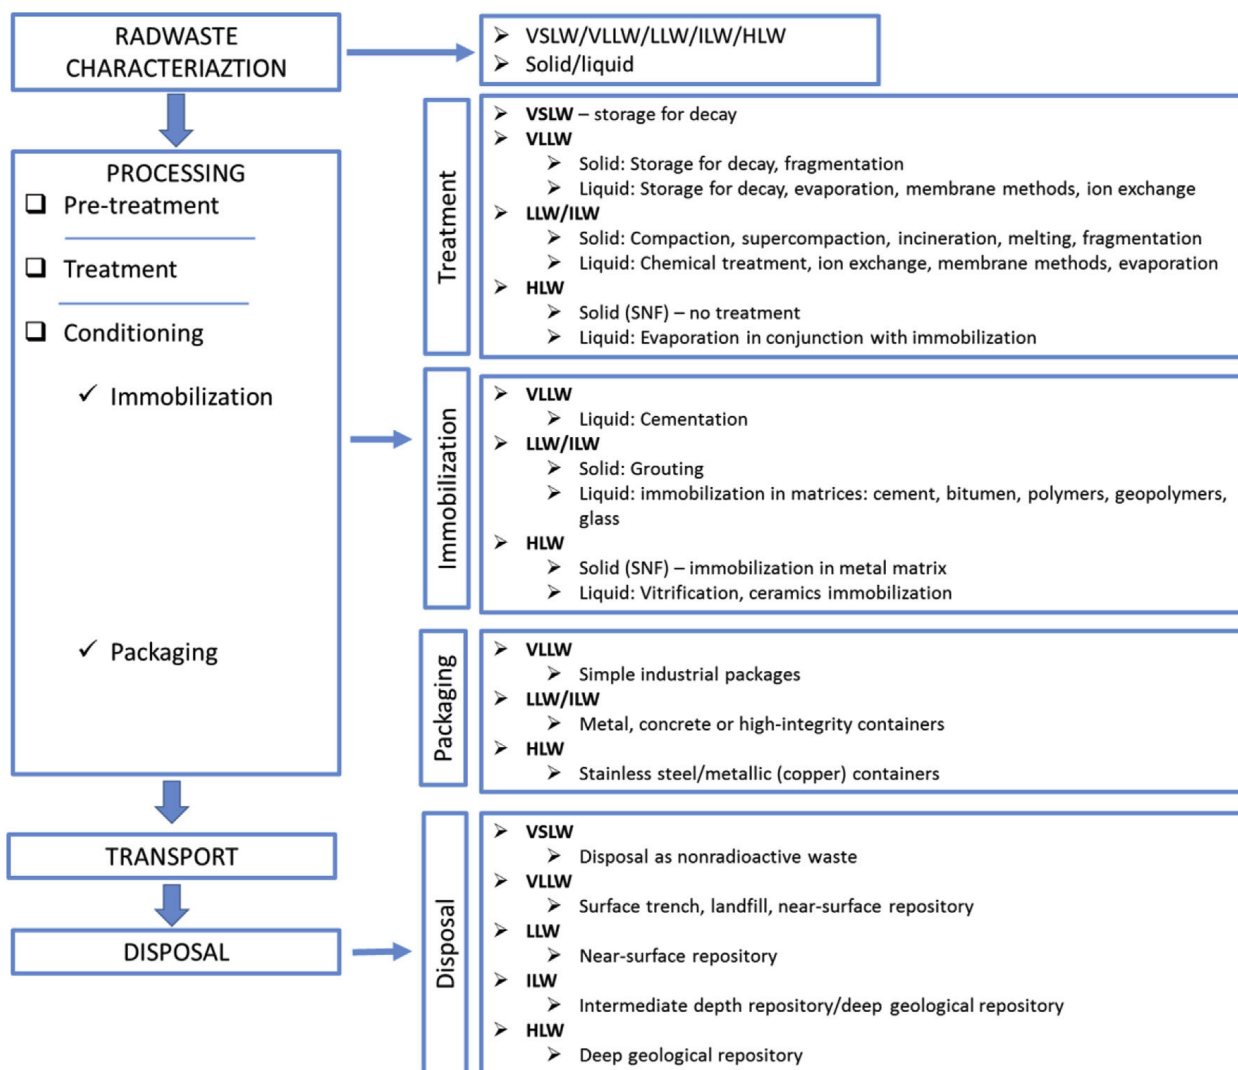 RADWASTE
CHARACTERIAZTION
➢ VSLW/VLLW/LLW/ILW/HLW
➢ Solid/liquid
PROCESSING
❑ Pre-treatment
❑ Treatment
❑ Conditioning
✓ Immobilization
✓ Packaging
TRANSPORT
DISPOSAL
Treatment
➢ VSLW – storage for decay
➢ VLLW
➢ Solid: Storage for decay, fragmentation
➢ Liquid: Storage for decay, evaporation, membrane methods, ion exchange
➢ LLW/ILW
➢ Solid: Compaction, supercompaction, incineration, melting, fragmentation
➢ Liquid: Chemical treatment, ion exchange, membrane methods, evaporation
➢ HLW
➢ Solid (SNF) – no treatment
➢ Liquid: Evaporation in conjunction with immobilization
Immobilization
➢ VLLW
➢ Liquid: Cementation
➢ LLW/ILW
➢ Solid: Grouting
➢ Liquid: immobilization in matrices: cement, bitumen, polymers, geopolymers,
glass
➢ HLW
➢ Solid (SNF) – immobilization in metal matrix
➢ Liquid: Vitrification, ceramics immobilization
Packaging
➢ VLLW
➢ Simple industrial packages
➢ LLW/ILW
➢ Metal, concrete or high-integrity containers
➢ HLW
➢ Stainless steel/metallic (copper) containers
Disposal
➢ VSLW
➢ Disposal as nonradioactive waste
➢ VLLW
➢ Surface trench, landfill, near-surface repository
➢ LLW
➢ Near-surface repository
➢ ILW
➢ Intermediate depth repository/deep geological repository
➢ HLW
➢ Deep geological repository